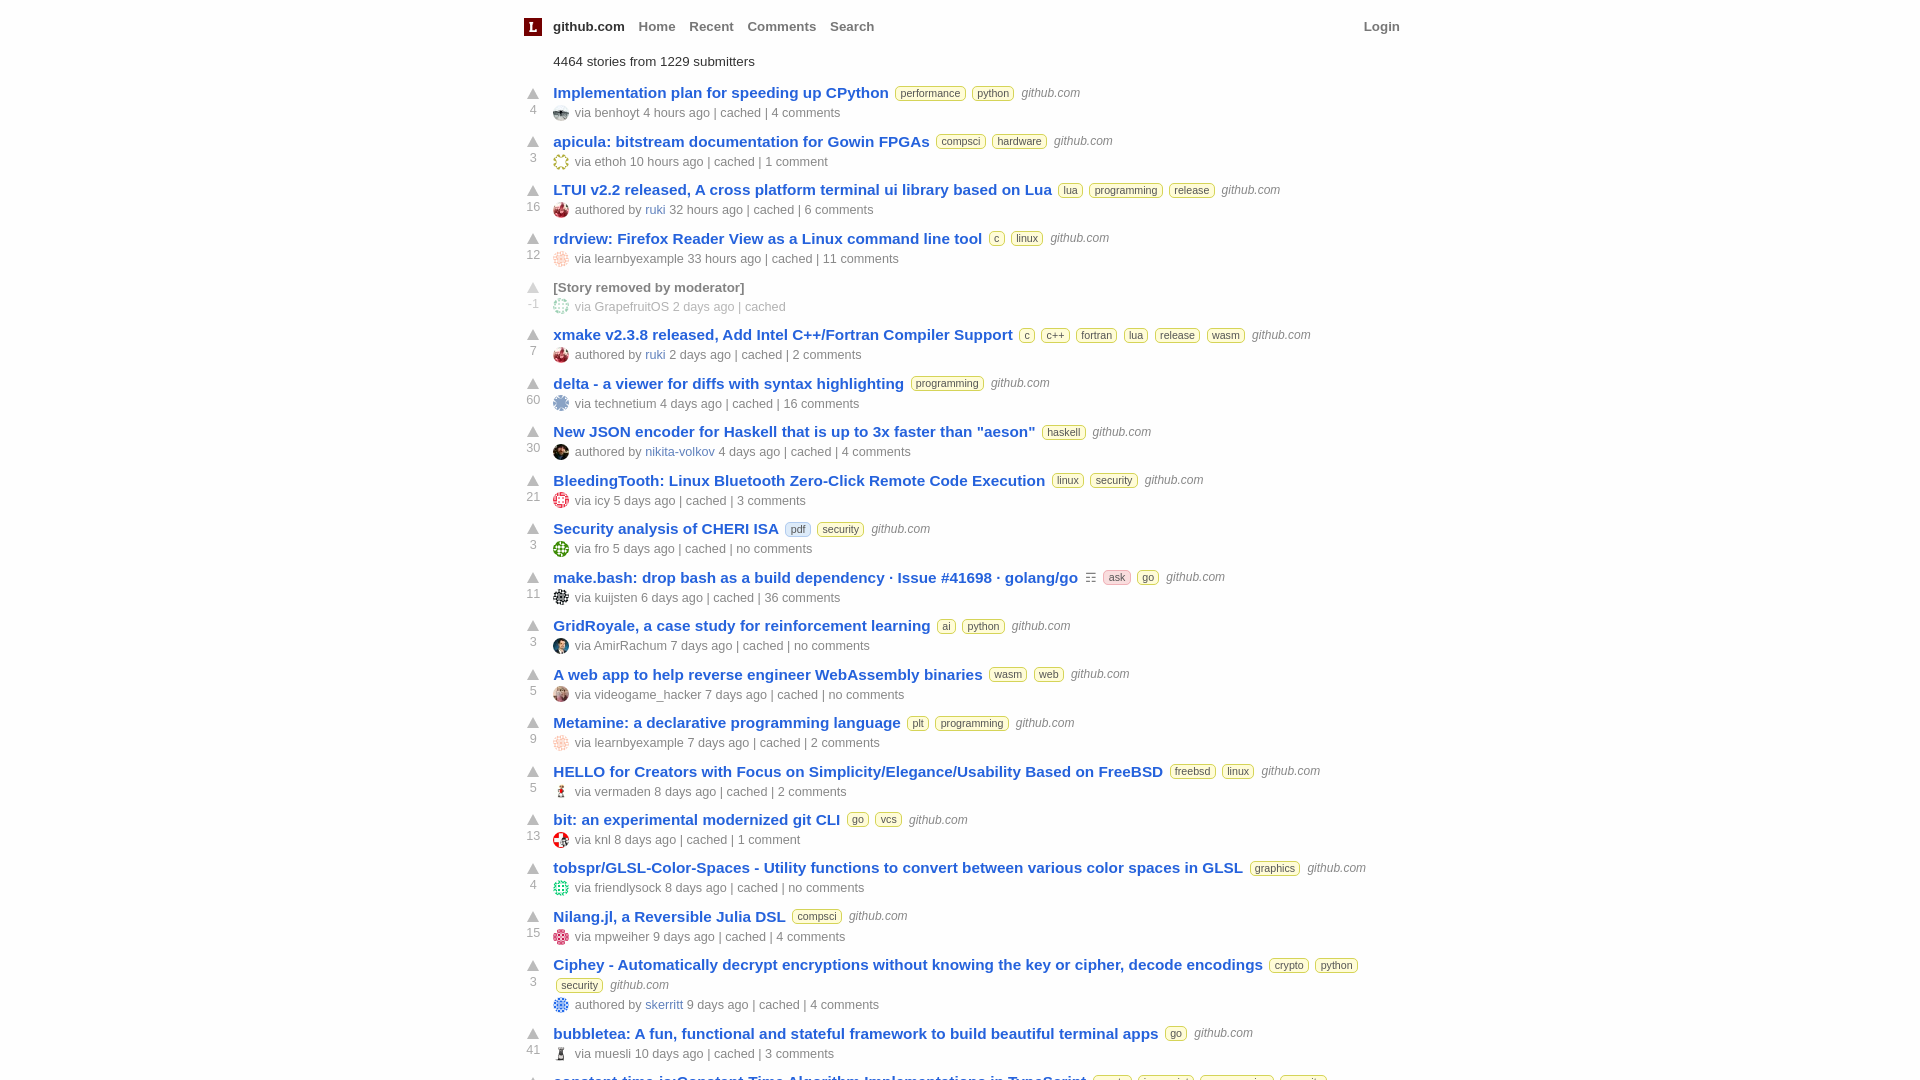 L github.com Home Recent Comments Search Login
4464 stories from 1229 submitters
Implementation plan for speeding up CPython performance python github.com
4 via benhoyt 4 hours ago | cached | 4 comments
apicula: bitstream documentation for Gowin FPGAs compsci hardware github.com
3 via ethoh 10 hours ago | cached | 1 comment
LTUI v2.2 released, A cross platform terminal ui library based on Lua lua programming release github.com
16 authored by ruki 32 hours ago | cached | 6 comments
rdrview: Firefox Reader View as a Linux command line tool c linux github.com
12 via learnbyexample 33 hours ago | cached | 11 comments
[Story removed by moderator]
-1 via GrapefruitOS 2 days ago | cached
xmake v2.3.8 released, Add Intel C++/Fortran Compiler Support c c++ fortran lua release wasm github.com
7 authored by ruki 2 days ago | cached | 2 comments
delta - a viewer for diffs with syntax highlighting programming github.com
60 via technetium 4 days ago | cached | 16 comments
New JSON encoder for Haskell that is up to 3x faster than "aeson" haskell github.com
30 authored by nikita-volkov 4 days ago | cached | 4 comments
BleedingTooth: Linux Bluetooth Zero-Click Remote Code Execution linux security github.com
21 via icy 5 days ago | cached | 3 comments
Security analysis of CHERI ISA pdf security github.com
3 via fro 5 days ago | cached | no comments
make.bash: drop bash as a build dependency · Issue #41698 · golang/go ☶ ask go github.com
11 via kuijsten 6 days ago | cached | 36 comments
GridRoyale, a case study for reinforcement learning ai python github.com
3 via AmirRachum 7 days ago | cached | no comments
A web app to help reverse engineer WebAssembly binaries wasm web github.com
5 via videogame_hacker 7 days ago | cached | no comments
Metamine: a declarative programming language plt programming github.com
9 via learnbyexample 7 days ago | cached | 2 comments
HELLO for Creators with Focus on Simplicity/Elegance/Usability Based on FreeBSD freebsd linux github.com
5 via vermaden 8 days ago | cached | 2 comments
bit: an experimental modernized git CLI go vcs github.com
13 via knl 8 days ago | cached | 1 comment
tobspr/GLSL-Color-Spaces - Utility functions to convert between various color spaces in GLSL graphics github.com
4 via friendlysock 8 days ago | cached | no comments
Nilang.jl, a Reversible Julia DSL compsci github.com
15 via mpweiher 9 days ago | cached | 4 comments
Ciphey - Automatically decrypt encryptions without knowing the key or cipher, decode encodings crypto python
3 security github.com
authored by skerritt 9 days ago | cached | 4 comments
bubbletea: A fun, functional and stateful framework to build beautiful terminal apps go github.com
41 via muesli 10 days ago | cached | 3 comments